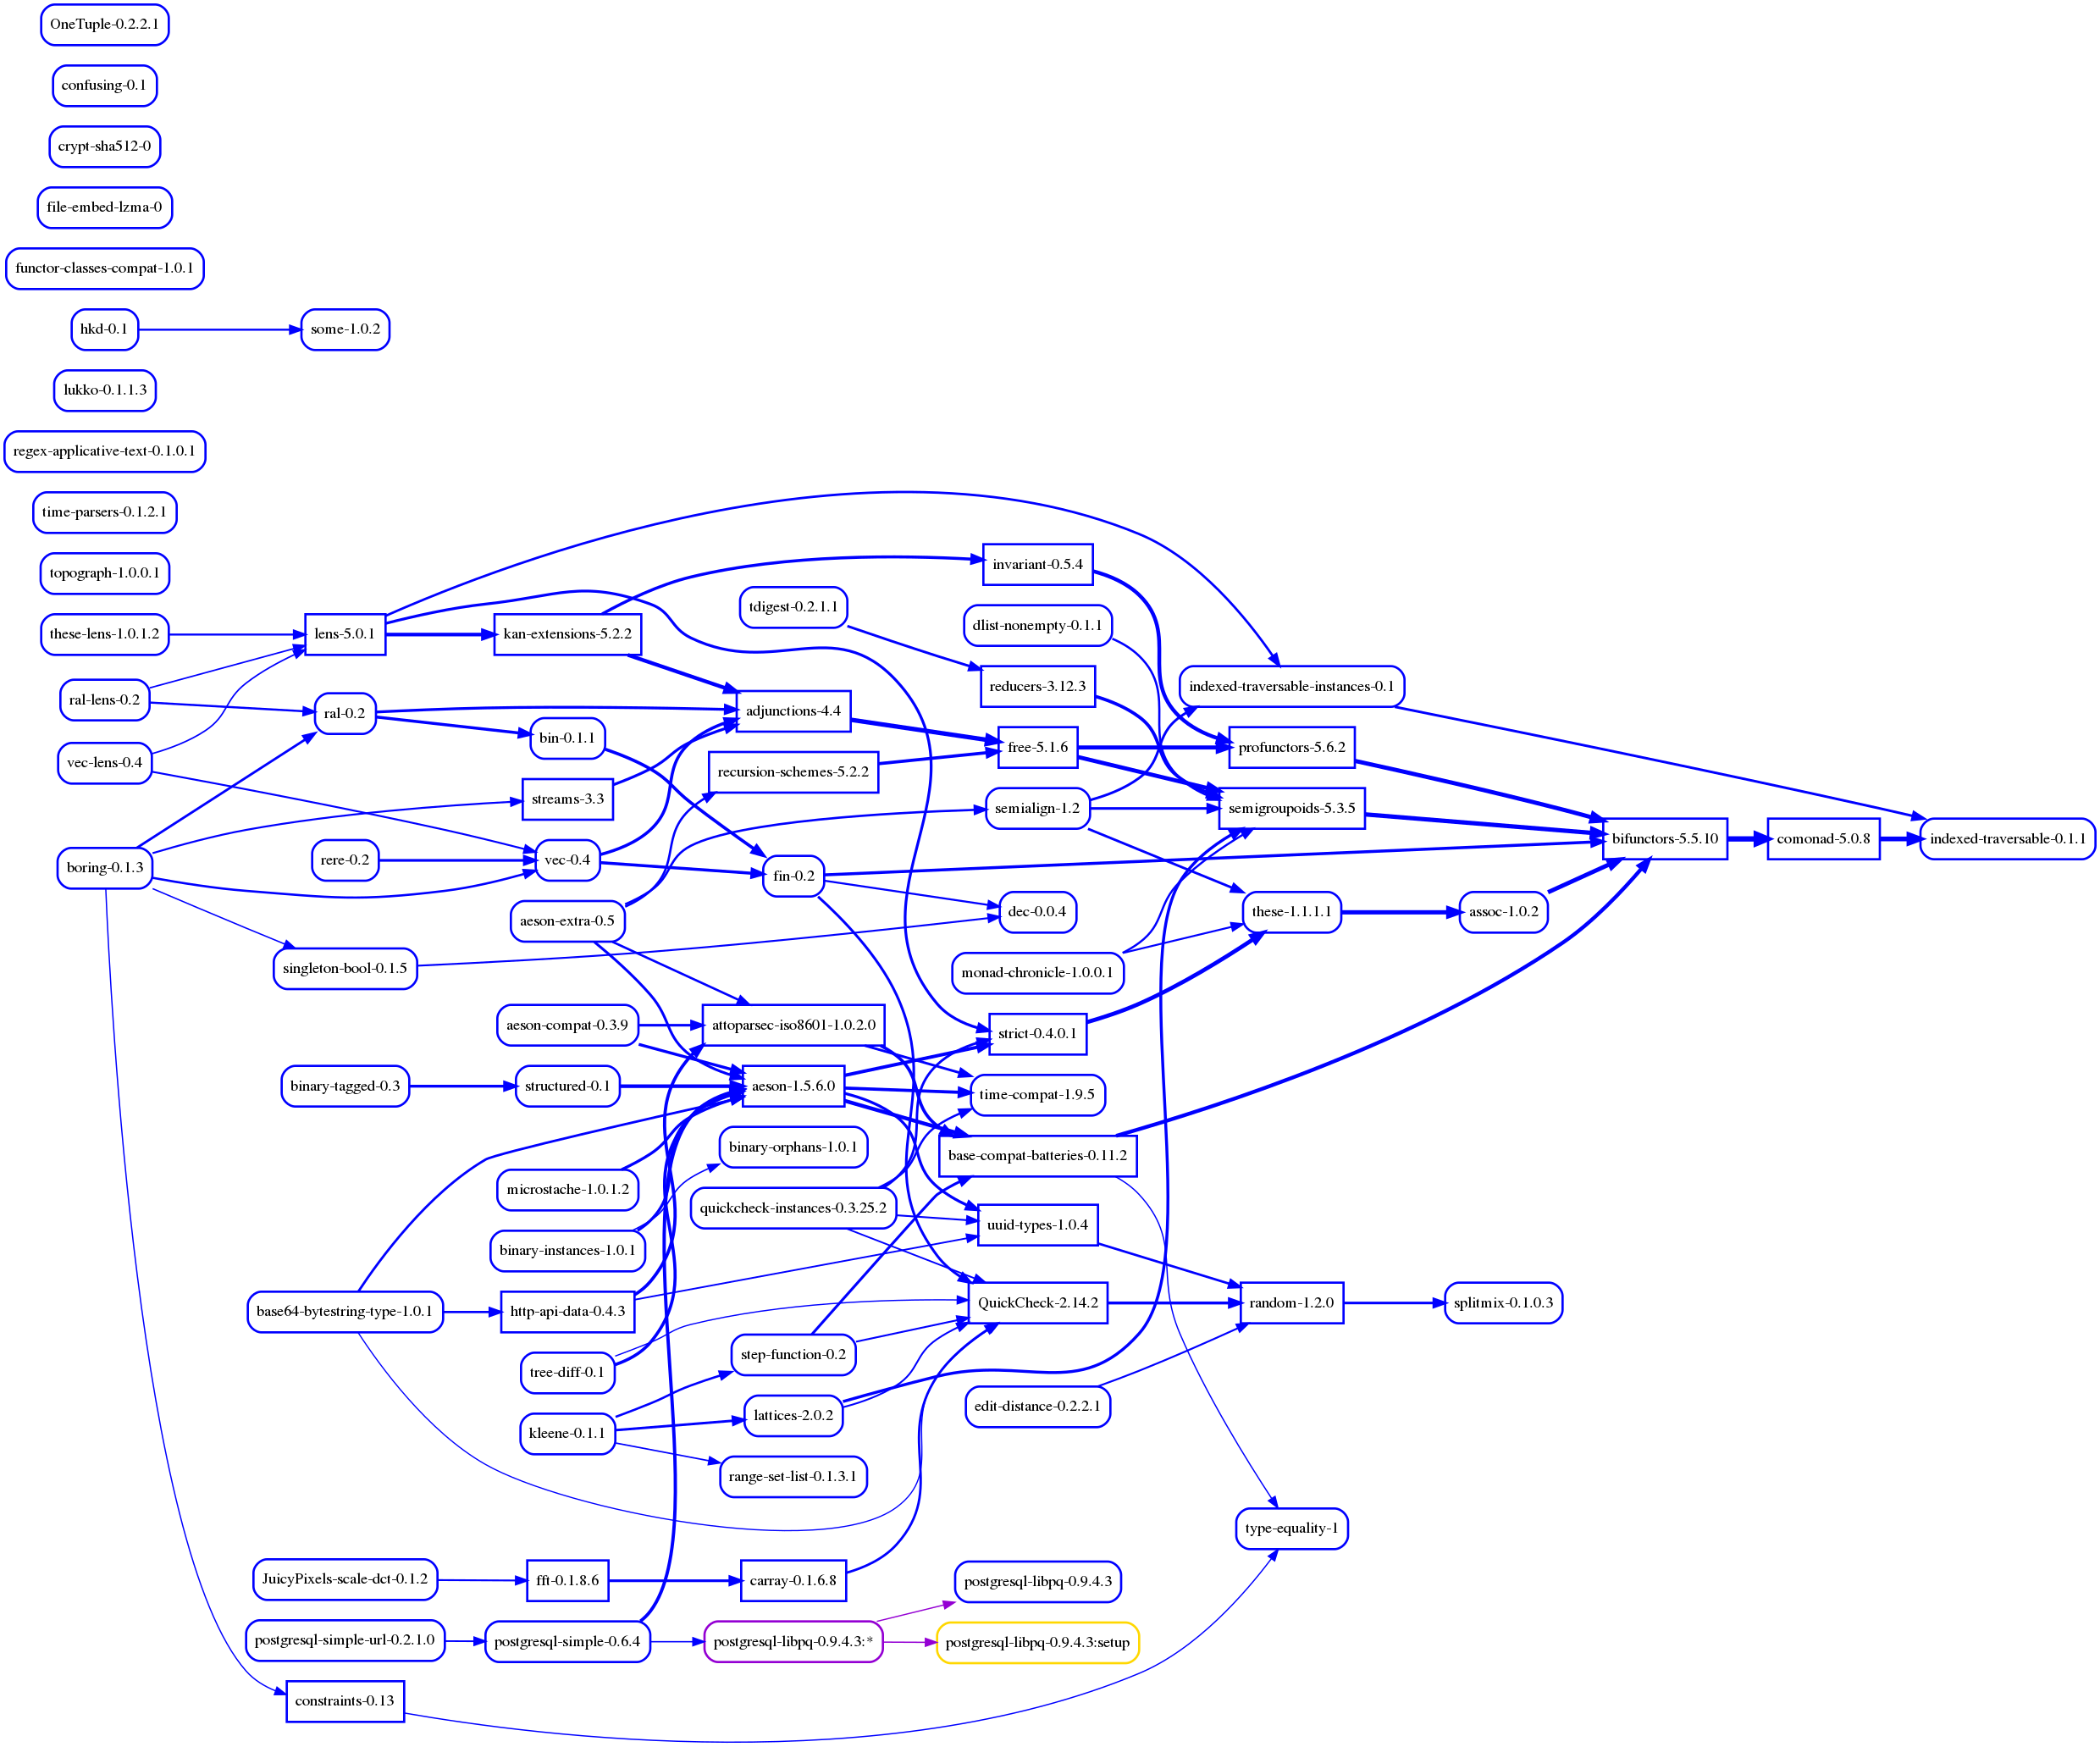 OneTuple-0.2.2.1
confusing-0.1
crypt-sha512-0
file-embed-lzma-0
functor-classes-compat-1.0.1
hkd-0.1
some-1.0.2
lukko-0.1.1.3
regex-applicative-text-0.1.0.1
time-parsers-0.1.2.1
topograph-1.0.0.1
these-lens-1.0.1.2
ral-lens-0.2
vec-lens-0.4
boring-0.1.3
lens-5.0.1
ral-0.2
rere-0.2
singleton-bool-0.1.5
binary-tagged-0.3
base64-bytestring-type-1.0.1
JuicyPixels-scale-dct-0.1.2
postgresql-simple-url-0.2.1.0
constraints-0.13
kan-extensions-5.2.2
bin-0.1.1
streams-3.3
vec-0.4
aeson-extra-0.5
aeson-compat-0.3.9
structured-0.1
microstache-1.0.1.2
binary-instances-1.0.1
http-api-data-0.4.3
tree-diff-0.1
kleene-0.1.1
fft-0.1.8.6
postgresql-simple-0.6.4
tdigest-0.2.1.1
adjunctions-4.4
recursion-schemes-5.2.2
fin-0.2
attoparsec-iso8601-1.0.2.0
aeson-1.5.6.0
binary-orphans-1.0.1
quickcheck-instances-0.3.25.2
step-function-0.2
lattices-2.0.2
range-set-list-0.1.3.1
carray-0.1.6.8
postgresql-libpq-0.9.4.3:*
invariant-0.5.4
dlist-nonempty-0.1.1
reducers-3.12.3
free-5.1.6
semialign-1.2
dec-0.0.4
monad-chronicle-1.0.0.1
strict-0.4.0.1
time-compat-1.9.5
base-compat-batteries-0.11.2
uuid-types-1.0.4
QuickCheck-2.14.2
edit-distance-0.2.2.1
postgresql-libpq-0.9.4.3
postgresql-libpq-0.9.4.3:setup
indexed-traversable-instances-0.1
profunctors-5.6.2
semigroupoids-5.3.5
these-1.1.1.1
random-1.2.0
type-equality-1
assoc-1.0.2
splitmix-0.1.0.3
bifunctors-5.5.10
comonad-5.0.8
indexed-traversable-0.1.1